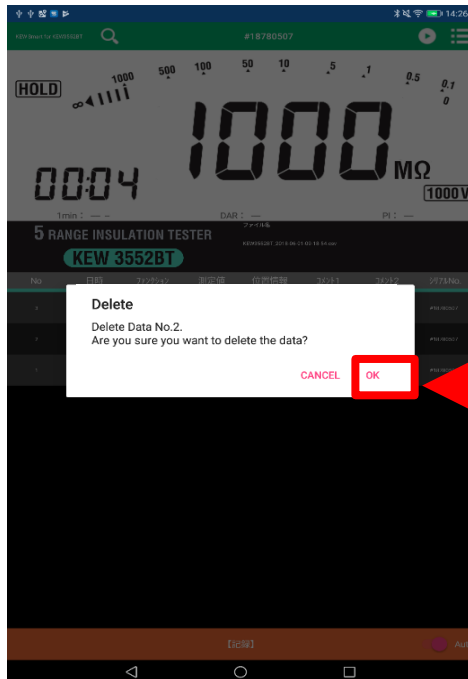 14:26
KEW Smart for KEW3552BT
#18780507
HOLD
∞ 1000 500 100 50 10 .5 .1 0.5 0.1 0
1000 MΩ
00:04
1000 V
1min : -- -- DAR : -- PI : --
5 RANGE INSULATION TESTER
ファイル名
KEW 3552BT
No 日時 ファンクション 測定値 位置情報 コメント1 コメント2 シリアルNo.
Delete
Delete Data No.2.
Are you sure you want to delete the data?
CANCEL OK
【記録】
Aut